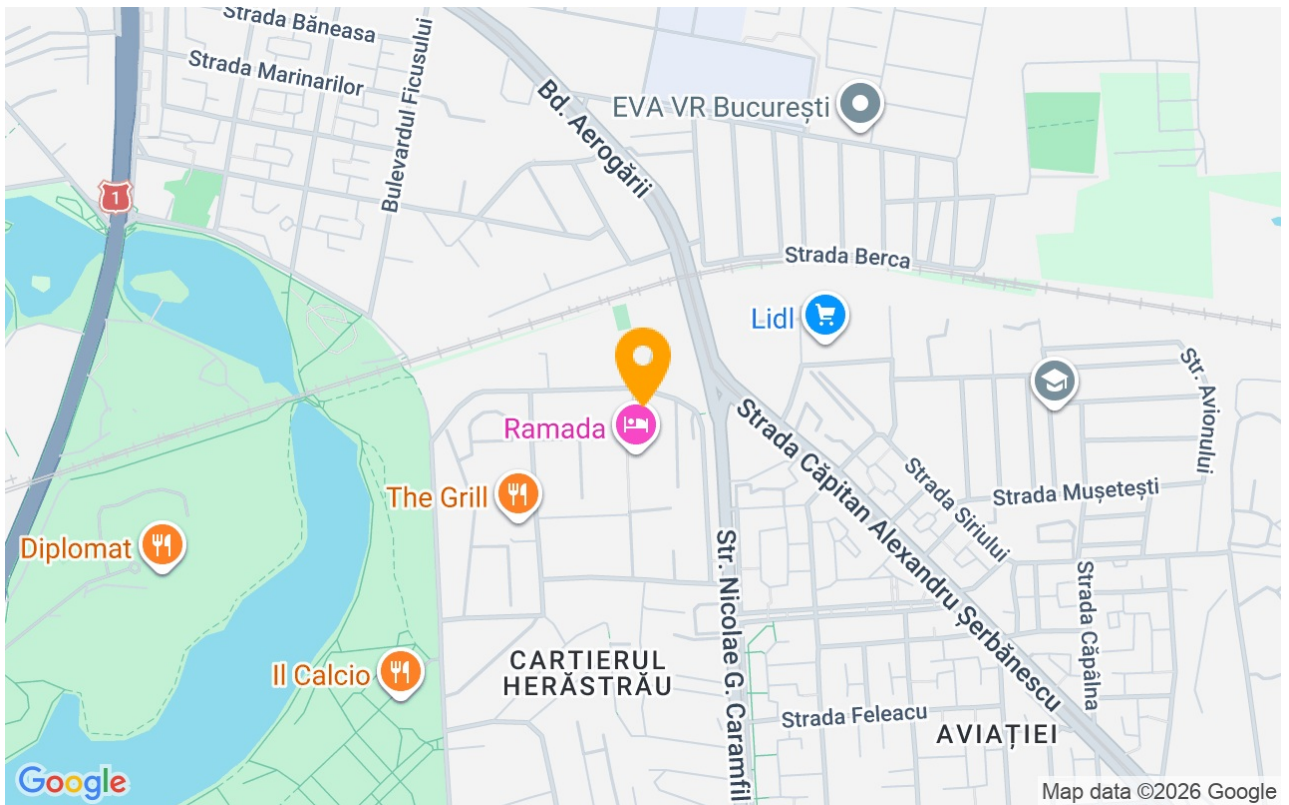 Strada Băneasa
Strada Marinarilor
Bulevardul Ficusului
Bd. Aerogării
EVA VR București
1
Strada Berca
Lidl
Str. Avionului
Ramada
The Grill
Strada Căpitan Alexandru Șerbănescu
Strada Siriului
Strada Mușetești
Diplomat
Str. Nicolae G. Caramfil
Strada Căpâlna
Il Calcio
CARTIERUL
HERĂSTRĂU
Strada Feleacu
AVIAȚIEI
Google
Map data ©2026 Google